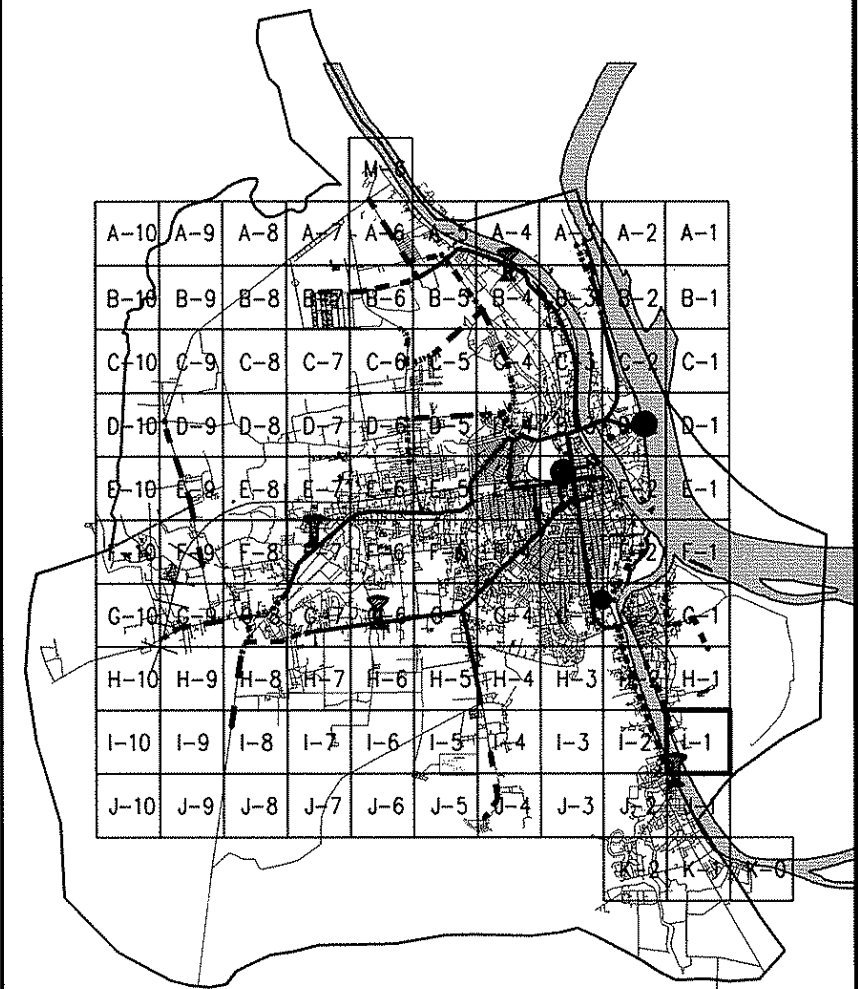 M-6
A-10 A-9 A-8 A-7 A-6 A-5 A-4 A-3 A-2 A-1
B-10 B-9 B-8 B-7 B-6 B-5 B-4 B-3 B-2 B-1
C-10 C-9 C-8 C-7 C-6 C-5 C-4 C-3 C-2 C-1
D-10 D-9 D-8 D-7 D-6 D-5 D-4 D-1
E-10 E-9 E-8 E-7 E-6 E-5 E-2 E-1
F-10 F-9 F-8 F-7 F-6 F-5 F-2 F-1
G-10 G-9 G-8 G-7 G-6 G-4 G-2 G-1
H-10 H-9 H-8 H-7 H-6 H-5 H-4 H-3 H-2 H-1
I-10 I-9 I-8 I-7 I-6 I-5 I-4 I-3 I-2 I-1
J-10 J-9 J-8 J-7 J-6 J-5 J-4 J-3 J-2 J-1
K-2 K-1 K-0